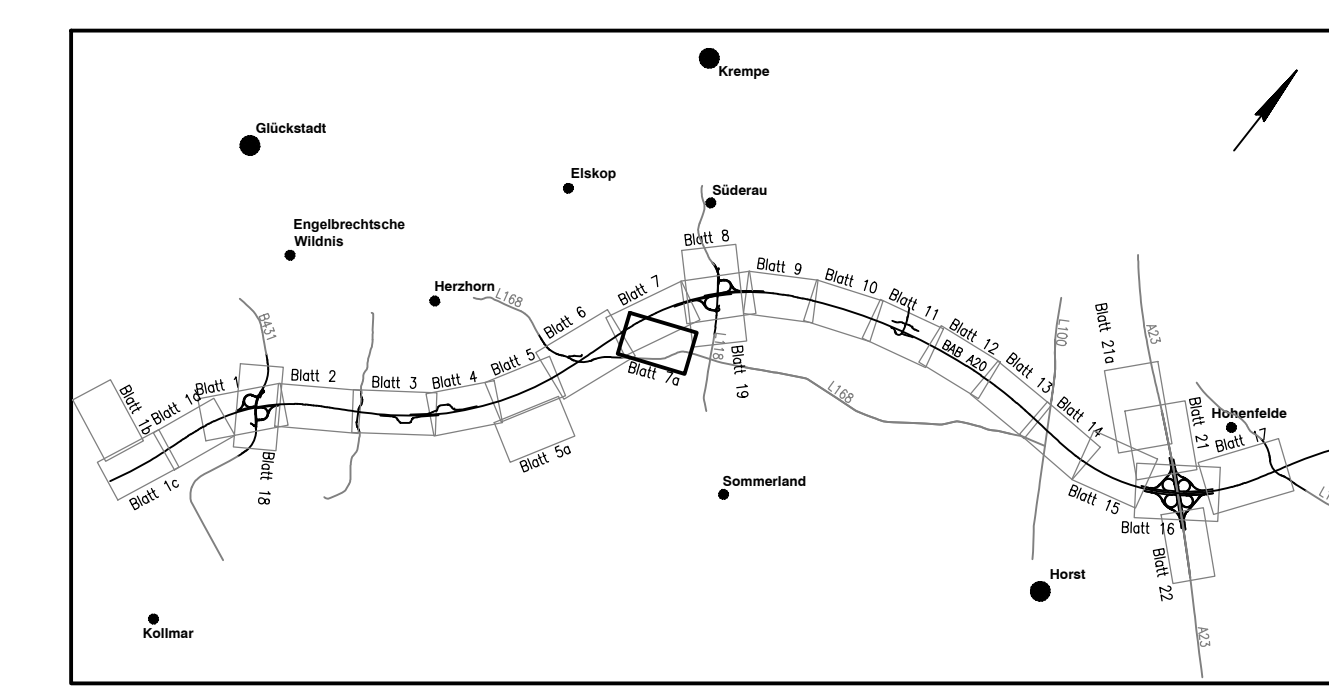 Krempe
Glückstadt
Elskop
Süderau
Engelbrechtsche
Wildnis
Blatt 8
Herzhorn
L168
Blatt 7
Blatt 9
Blatt 10
Blatt 11
B431
Blatt 6
L118
Blatt 12
BAB A20
L100
Blatt 21a
A23
Blatt 1b
Blatt 1a
Blatt 1
Blatt 2
Blatt 3
Blatt 4
Blatt 5
Blatt 7a
Blatt 19
L168
Blatt 13
Blatt 14
Blatt 21
Hohenfelde
Blatt 17
Blatt 1c
Blatt 18
Blatt 5a
Sommerland
Blatt 15
Blatt 16
Blatt 22
Horst
Kollmar
A23